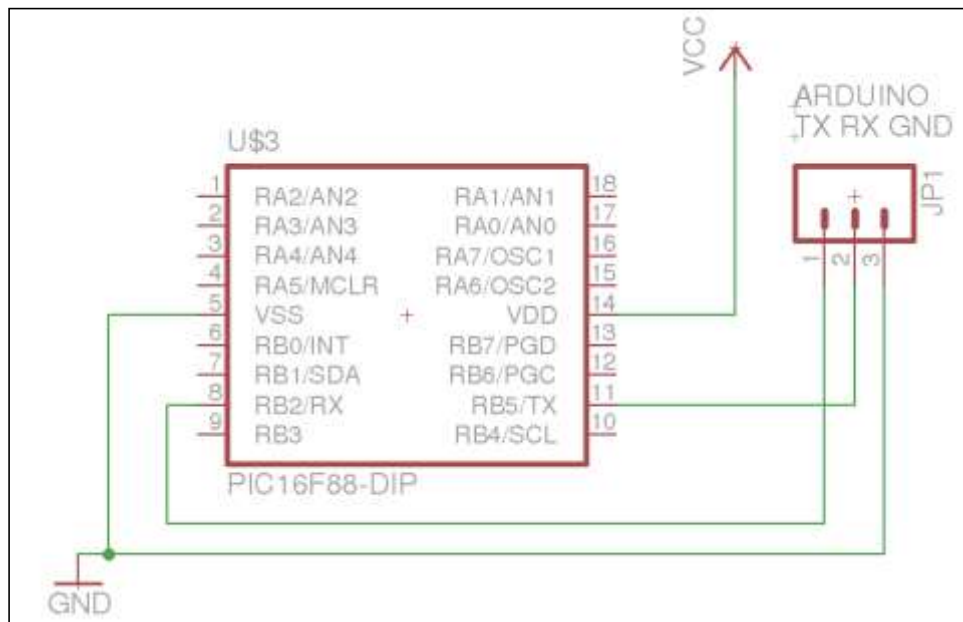 VCC
ARDUINO
TX RX GND
JP1
1
2
3
U$3
1 RA2/AN2 RA1/AN1 18
2 RA3/AN3 RA0/AN0 17
3 RA4/AN4 RA7/OSC1 16
4 RA5/MCLR RA6/OSC2 15
5 VSS VDD 14
6 RB0/INT RB7/PGD 13
7 RB1/SDA RB6/PGC 12
8 RB2/RX RB5/TX 11
9 RB3 RB4/SCL 10
PIC16F88-DIP
GND